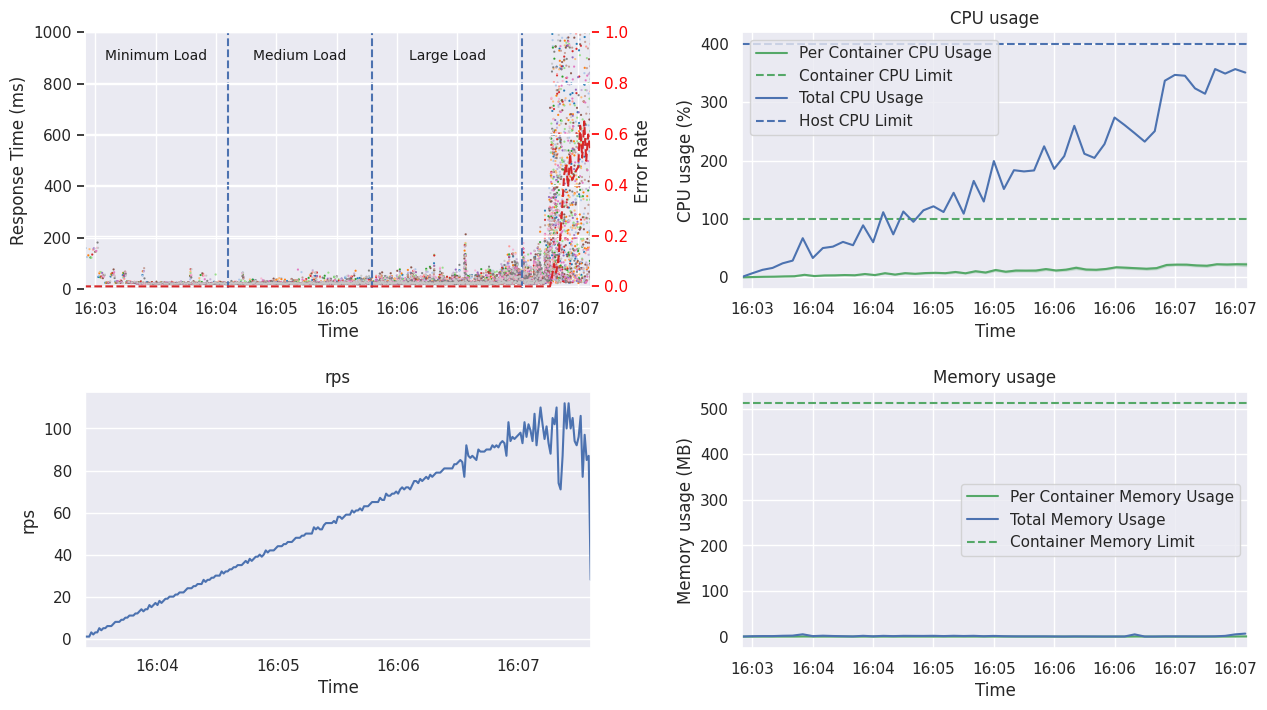 1000
800
600
400
200
0
Response Time (ms)
Minimum Load
Medium Load
Large Load
1.0
0.8
0.6
0.4
0.2
0.0
Error Rate
16:03 16:04 16:04 16:05 16:05 16:06 16:06 16:07 16:07
Time
CPU usage
400
300
200
100
0
CPU usage (%)
Per Container CPU Usage
Container CPU Limit
Total CPU Usage
Host CPU Limit
16:03 16:04 16:04 16:05 16:05 16:06 16:06 16:07 16:07
Time
rps
100
80
60
40
20
0
rps
16:04 16:05 16:06 16:07
Time
Memory usage
500
400
300
200
100
0
Memory usage (MB)
Per Container Memory Usage
Total Memory Usage
Container Memory Limit
16:03 16:04 16:04 16:05 16:05 16:06 16:06 16:07 16:07
Time